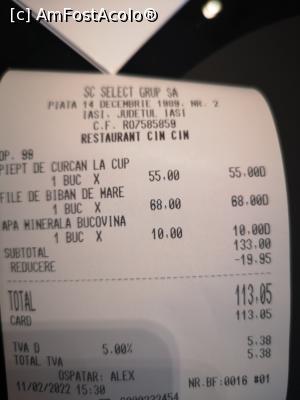 [c] AmFostAcolo®
SC SELECT GRUP SA
PIATA 14 DECEMBRIE 1989, NR. 2
IASI, JUDETUL IASI
C.F. RO7585859
RESTAURANT CIN CIN
OP. 99
PIEPT DE CURCAN LA CUP
1 BUC X 55.00 55.00D
FILE DE BIBAN DE MARE
1 BUC X 68.00 68.00D
APA MINERALA BUCOVINA
1 BUC X 10.00 10.00D
SUBTOTAL 133.00
REDUCERE -19.95
TOTAL 113.05
CARD 113.05
TVA D 5.00% 5.38
TOTAL TVA 5.38
OSPATAR: ALEX
11/02/2022 15:30 NR.BF:0016 #01